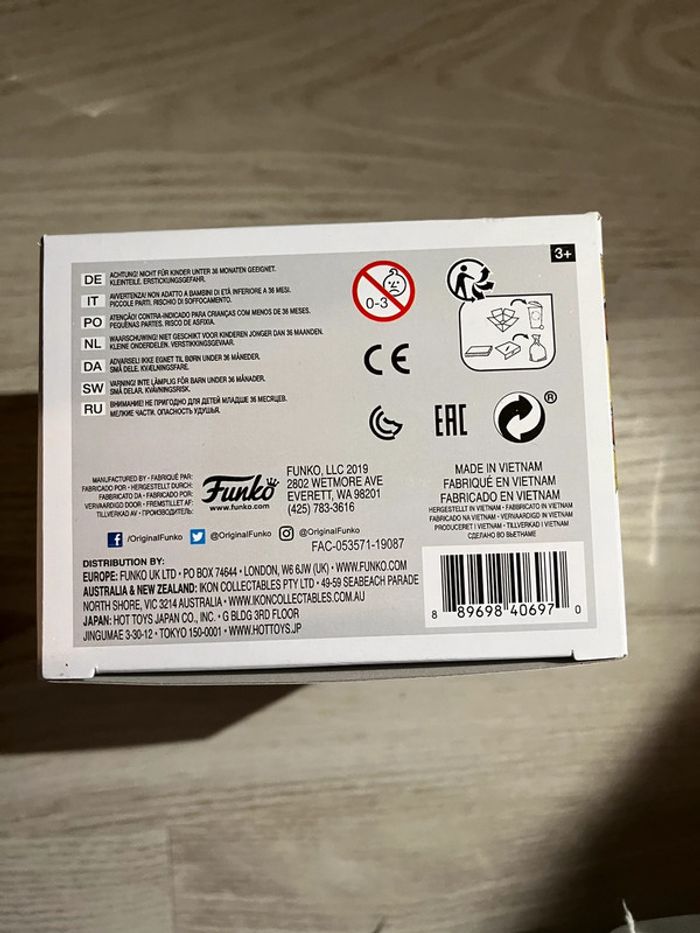 3+
DE ACHTUNG! NICHT FÜR KINDER UNTER 36 MONATEN GEEIGNET.
KLEINTEILE. ERSTICKUNGSGEFAHR.
IT AVVERTENZA! NON ADATTO A BAMBINI DI ETÀ INFERIORE A 36 MESI.
PICCOLE PARTI. RISCHIO DI SOFFOCAMENTO.
PO ATENÇÃO! CONTRA-INDICADO PARA CRIANÇAS COM MENOS DE 36 MESES.
PEQUENAS PARTES. RISCO DE ASFIXIA.
NL WAARSCHUWING! NIET GESCHIKT VOOR KINDEREN JONGER DAN 36 MAANDEN.
KLEINE ONDERDELEN. VERSTIKKINGSGEVAAR.
DA ADVARSEL! IKKE EGNET TIL BØRN UNDER 36 MÅNEDER.
SMÅ DELE. KVÆLNINGSFARE.
SW VARNING! INTE LÄMPLIG FÖR BARN UNDER 36 MÅNADER.
SMÅ DELAR. KVÄVNINGSRISK.
RU ВНИМАНИЕ! НЕ ПРИГОДНО ДЛЯ ДЕТЕЙ МЛАДШЕ 36 МЕСЯЦЕВ.
МЕЛКИЕ ЧАСТИ. ОПАСНОСТЬ УДУШЬЯ.
0-3
CE
EAC
®
MANUFACTURED BY • FABRIQUÉ PAR:
FABRICADO POR • HERGESTELLT DURCH:
FABBRICATO DA • FABRICADO POR:
VERVAARDIGD DOOR • FREMSTILLET AF:
TILLVERKAD AV • ПРОИЗВОДИТЕЛЬ:
Funko
www.funko.com
FUNKO, LLC 2019
2802 WETMORE AVE
EVERETT, WA 98201
(425) 783-3616
MADE IN VIETNAM
FABRIQUÉ EN VIETNAM
FABRICADO EN VIETNAM
HERGESTELLT IN VIETNAM • FABBRICATO IN VIETNAM
FABRICADO NA VIETNAM • VERVAARDIGD IN VIETNAM
PRODUCERET I VIETNAM • TILLVERKAD I VIETNAM
СДЕЛАНО ВО ВЬЕТНАМЕ
/OriginalFunko @OriginalFunko @OriginalFunko
FAC-053571-19087
DISTRIBUTION BY:
EUROPE: FUNKO UK LTD • PO BOX 74644 • LONDON, W6 6JW (UK) • WWW.FUNKO.COM
AUSTRALIA & NEW ZEALAND: IKON COLLECTABLES PTY LTD • 49-59 SEABEACH PARADE
NORTH SHORE, VIC 3214 AUSTRALIA • WWW.IKONCOLLECTABLES.COM.AU
JAPAN: HOT TOYS JAPAN CO., INC. • G BLDG 3RD FLOOR
JINGUMAE 3-30-12 • TOKYO 150-0001 • WWW.HOTTOYS.JP
8 89698 40697 0